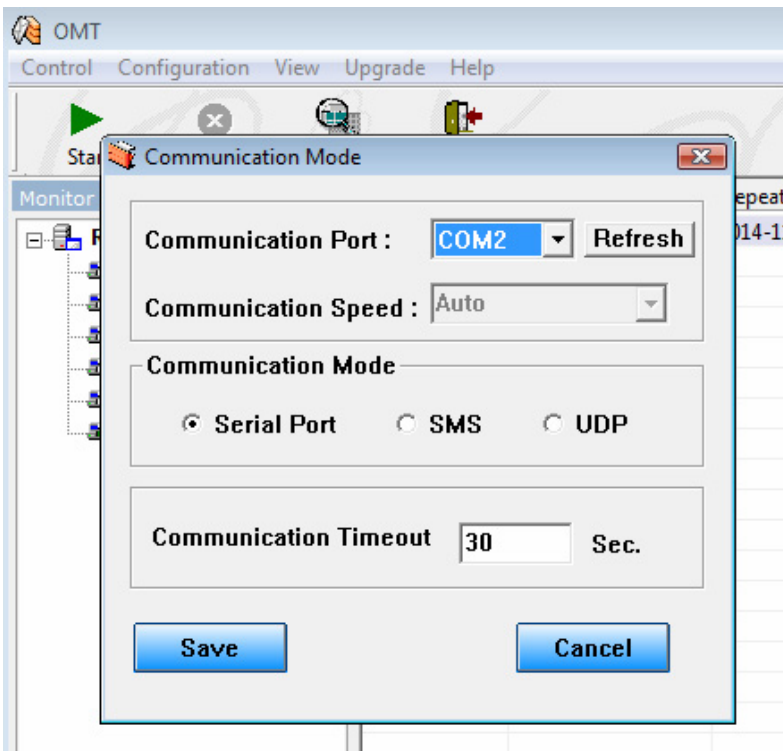 OMT
Control Configuration View Upgrade Help
Communication Mode
Monitor
Communication Port : COM2 Refresh
Communication Speed : Auto
Communication Mode
Serial Port SMS UDP
Communication Timeout 30 Sec.
Save Cancel